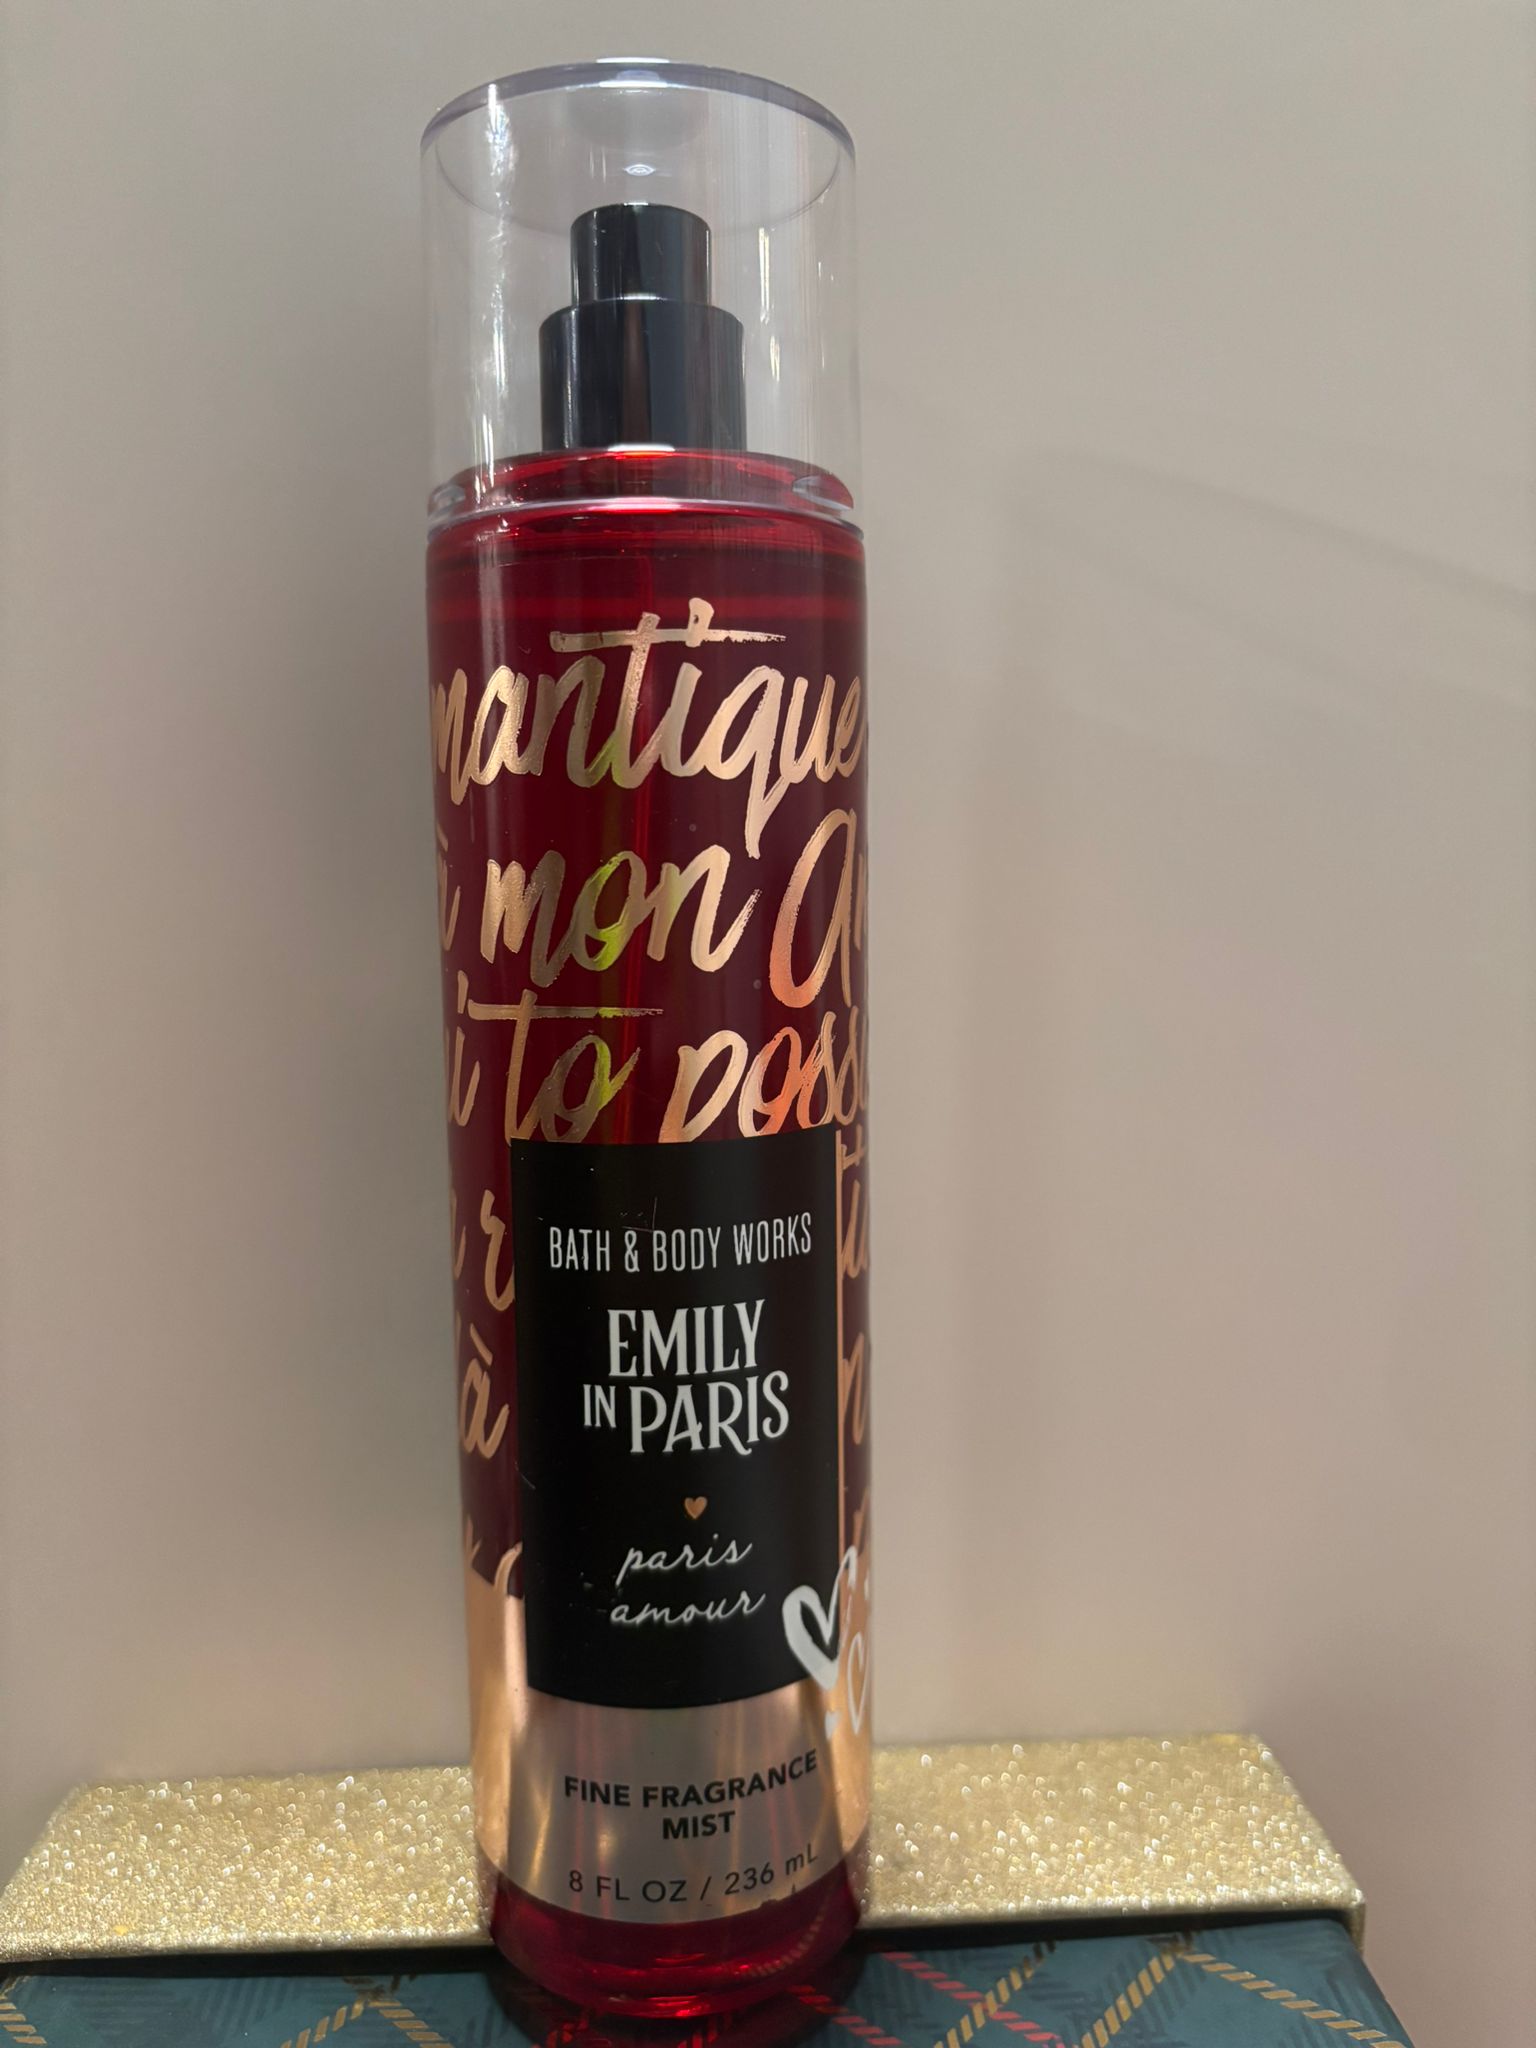 mantique
à mon
to poss
BATH & BODY WORKS
EMILY
IN PARIS
paris
amour
FINE FRAGRANCE
MIST
8 FL OZ / 236 mL